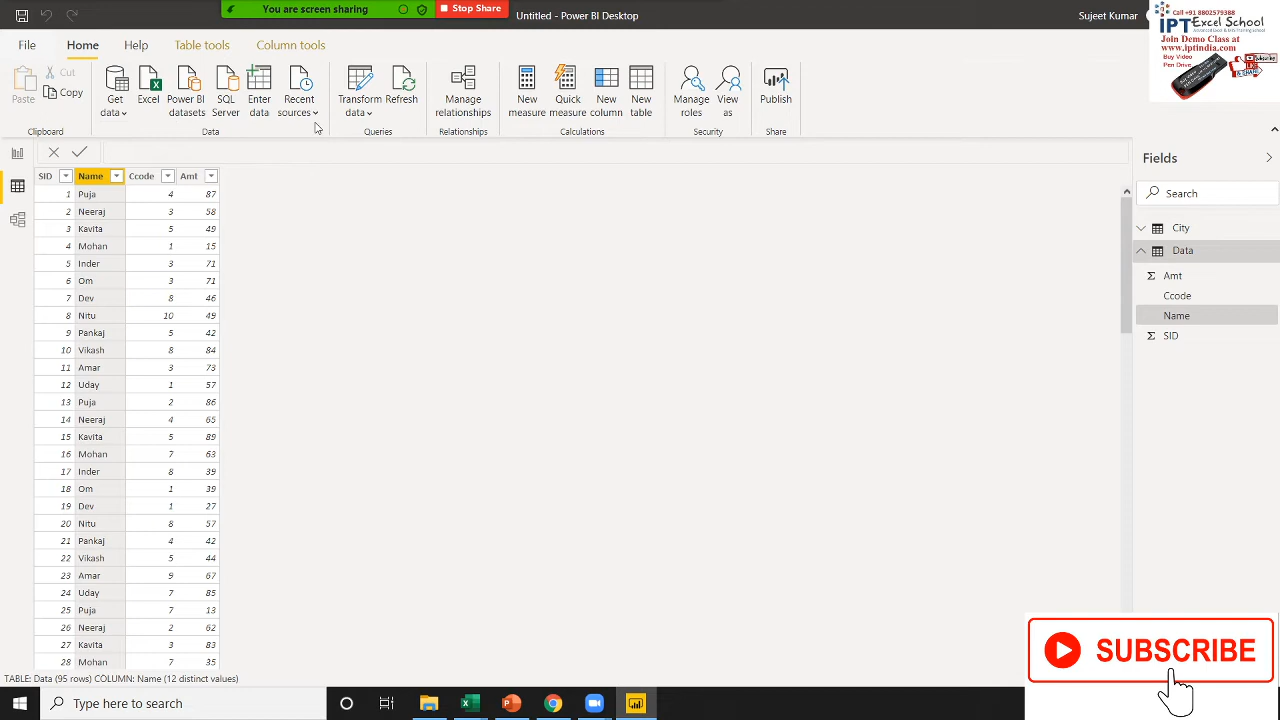 You are screen sharing
Stop Share
Untitled - Power BI Desktop
Sujeet Kumar
Call +91 8802579388
IPT Excel School
Advanced Excel & Mis Training School
Join Demo Class at
www.iptindia.com
Buy Video
Pen Drive
File Home Help Table tools Column tools
Paste Cut Copy
Get data
Excel
Power BI datasets
SQL Server
Enter data
Recent sources
Transform data
Refresh
Manage relationships
New measure
Quick measure
New column
New table
Manage roles
View as
Publish
Clipboard Data Queries Relationships Calculations Security Share
Fields
Search
City
Data
Amt
Ccode
Name
SID
SID Name Ccode Amt
1 Puja 4 87
2 Neeraj 3 58
3 Kavita 5 49
4 Mohan 1 15
5 Inder 3 71
6 Om 3 71
7 Dev 8 46
8 Nitu 10 49
9 Pankaj 5 42
10 Vikash 8 84
11 Amar 3 73
12 Uday 1 57
13 Puja 2 86
14 Neeraj 4 65
15 Kavita 5 89
16 Mohan 7 63
17 Inder 8 39
18 Om 1 39
19 Dev 1 27
20 Nitu 8 57
21 Pankaj 4 42
22 Vikash 5 44
23 Amar 9 67
24 Uday 7 85
25 Puja 7 13
26 Neeraj 2 62
27 Kavita 3 83
28 Mohan 7 35
SUBSCRIBE
TABLE: Data (95 rows) COLUMN: Name (12 distinct values)
Type here to search